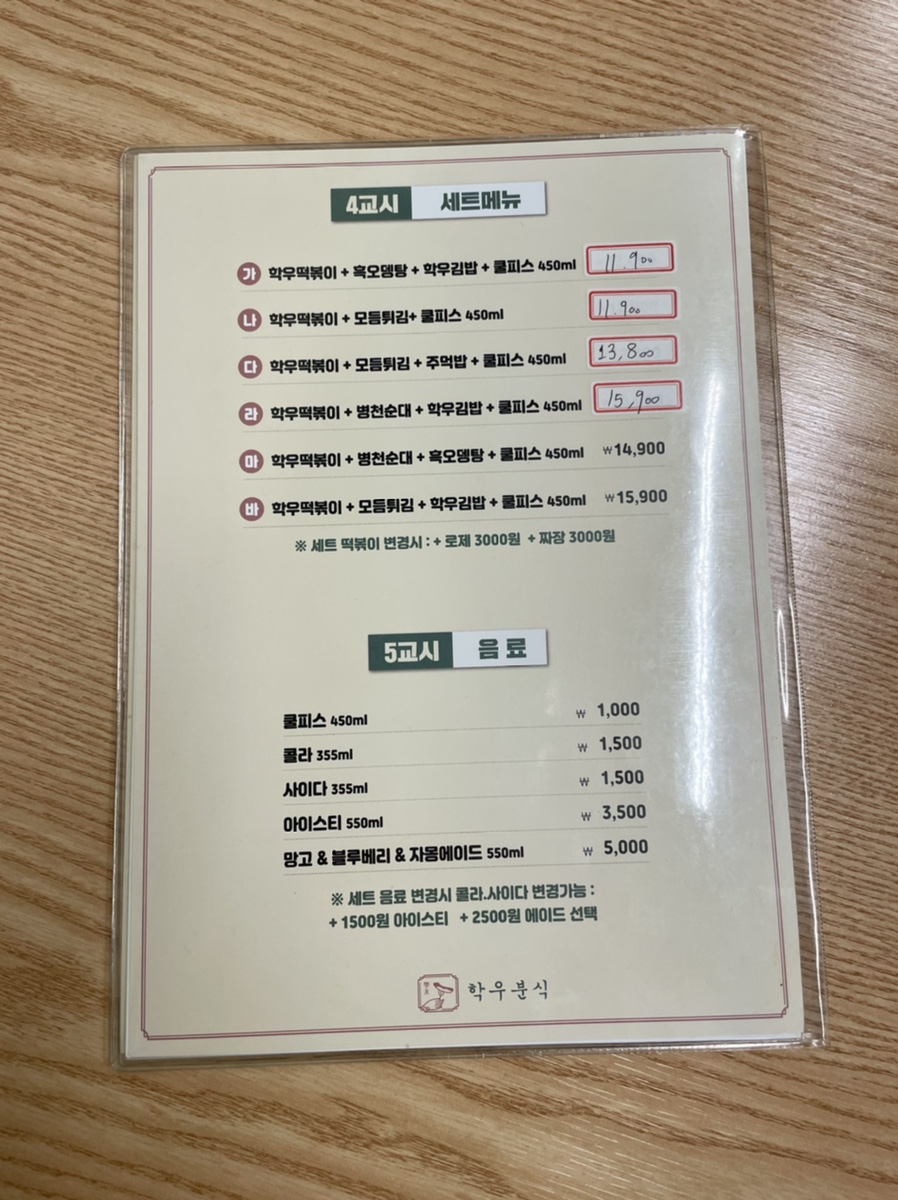 4교시 세트메뉴
가 학우떡볶이 + 흑오뎅탕 + 학우김밥 + 쿨피스 450ml 11.900
나 학우떡볶이 + 모듬튀김+ 쿨피스 450ml 11.900
다 학우떡볶이 + 모듬튀김 + 주먹밥 + 쿨피스 450ml 13,800
라 학우떡볶이 + 병천순대 + 학우김밥 + 쿨피스 450ml 15,900
마 학우떡볶이 + 병천순대 + 흑오뎅탕 + 쿨피스 450ml ₩14,900
바 학우떡볶이 + 모듬튀김 + 학우김밥 + 쿨피스 450ml ₩15,900
※ 세트 떡볶이 변경시 : + 로제 3000원 + 짜장 3000원
5교시 음료
쿨피스 450ml ₩ 1,000
콜라 355ml ₩ 1,500
사이다 355ml ₩ 1,500
아이스티 550ml ₩ 3,500
망고 & 블루베리 & 자몽에이드 550ml ₩ 5,000
※ 세트 음료 변경시 콜라.사이다 변경가능 :
+ 1500원 아이스티 + 2500원 에이드 선택
학우분식